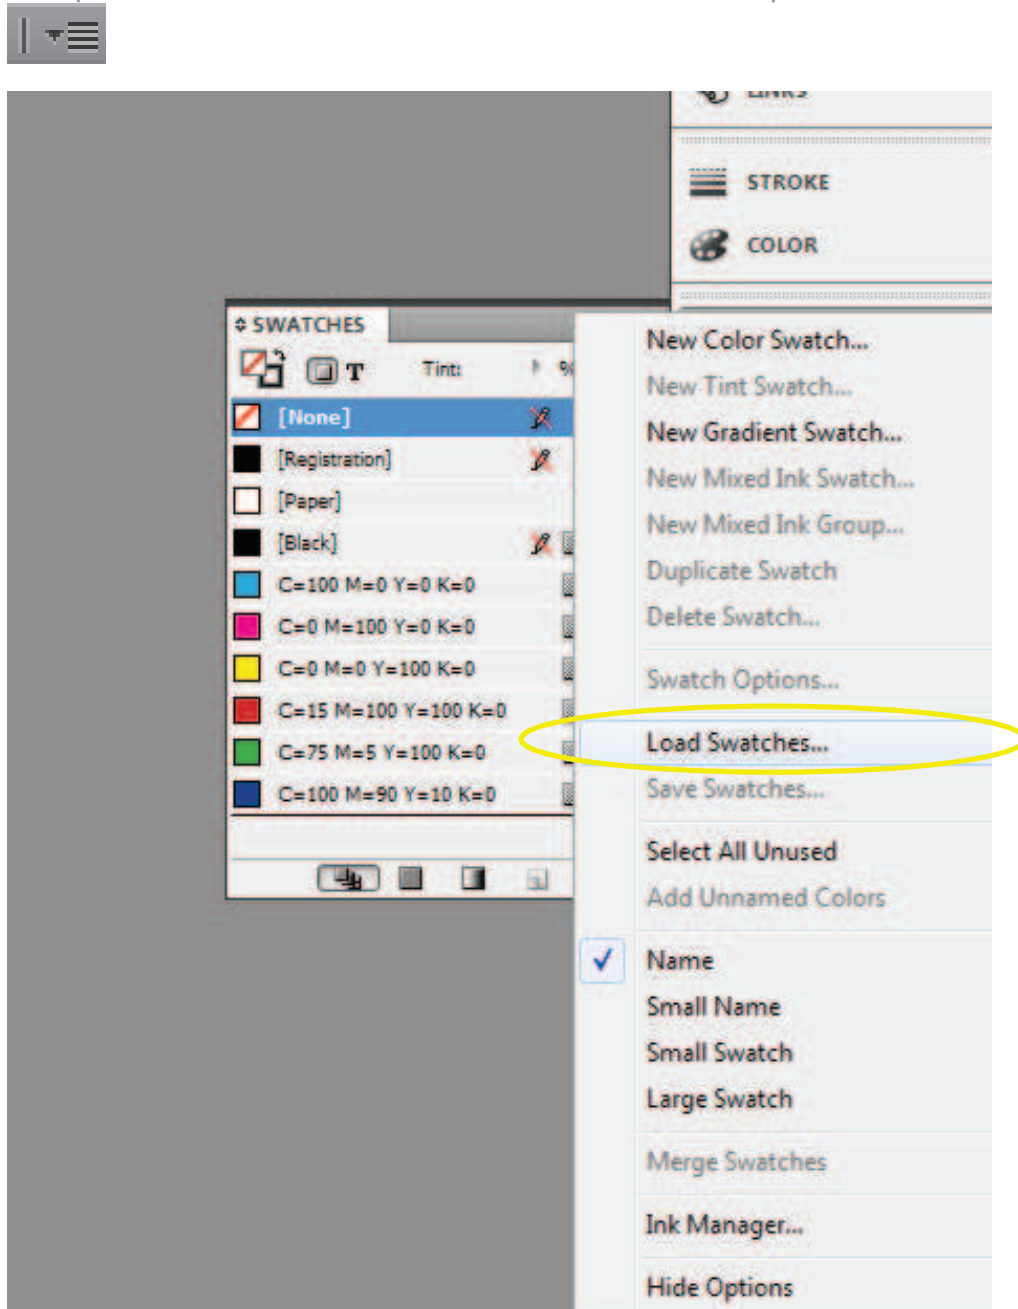 LINKS
STROKE
COLOR
SWATCHES
T Tint: %
[None]
[Registration]
[Paper]
[Black]
C=100 M=0 Y=0 K=0
C=0 M=100 Y=0 K=0
C=0 M=0 Y=100 K=0
C=15 M=100 Y=100 K=0
C=75 M=5 Y=100 K=0
C=100 M=90 Y=10 K=0
New Color Swatch...
New Tint Swatch...
New Gradient Swatch...
New Mixed Ink Swatch...
New Mixed Ink Group...
Duplicate Swatch
Delete Swatch...
Swatch Options...
Load Swatches...
Save Swatches...
Select All Unused
Add Unnamed Colors
Name
Small Name
Small Swatch
Large Swatch
Merge Swatches
Ink Manager...
Hide Options